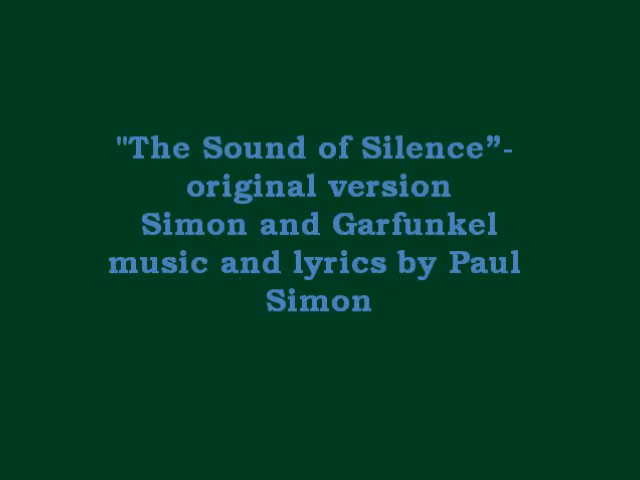 "The Sound of Silence”-
original version
Simon and Garfunkel
music and lyrics by Paul
Simon